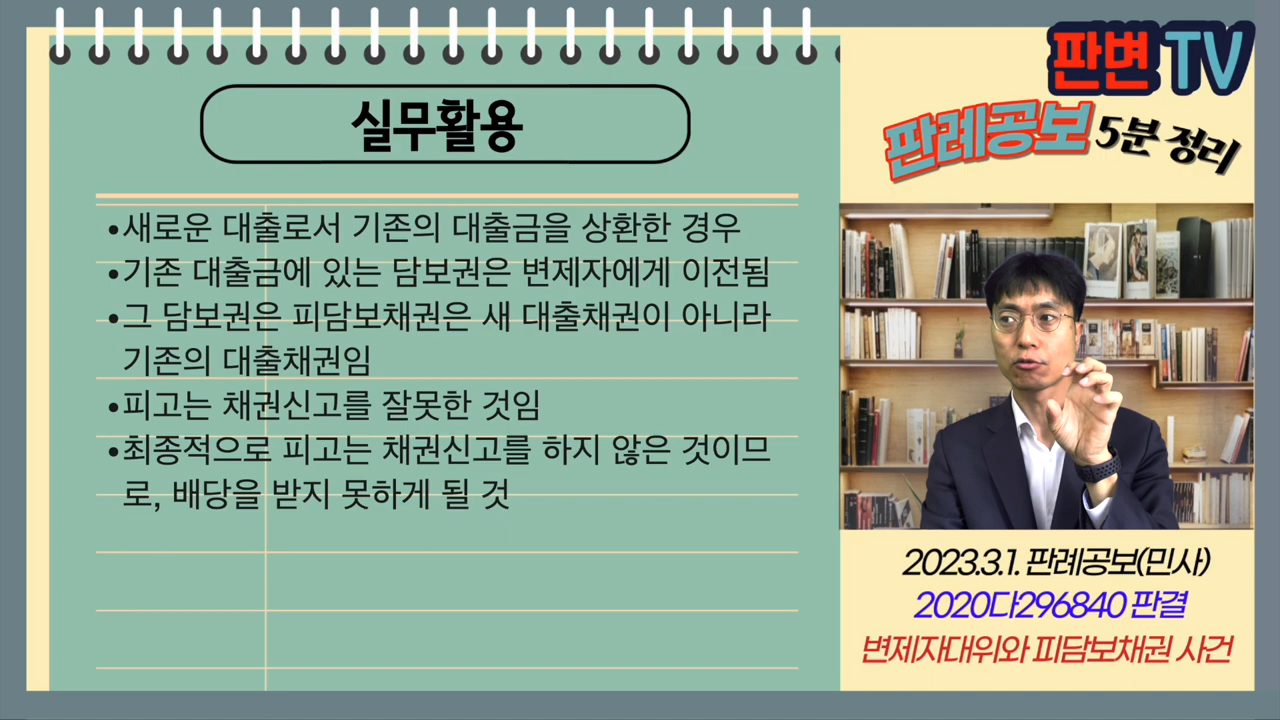 판변 TV
판례공보 5분 정리
실무활용
•새로운 대출로서 기존의 대출금을 상환한 경우
•기존 대출금에 있는 담보권은 변제자에게 이전됨
•그 담보권은 피담보채권은 새 대출채권이 아니라
기존의 대출채권임
•피고는 채권신고를 잘못한 것임
•최종적으로 피고는 채권신고를 하지 않은 것이므
로, 배당을 받지 못하게 될 것
2023.3.1. 판례공보(민사)
2020다296840 판결
변제자대위와 피담보채권 사건